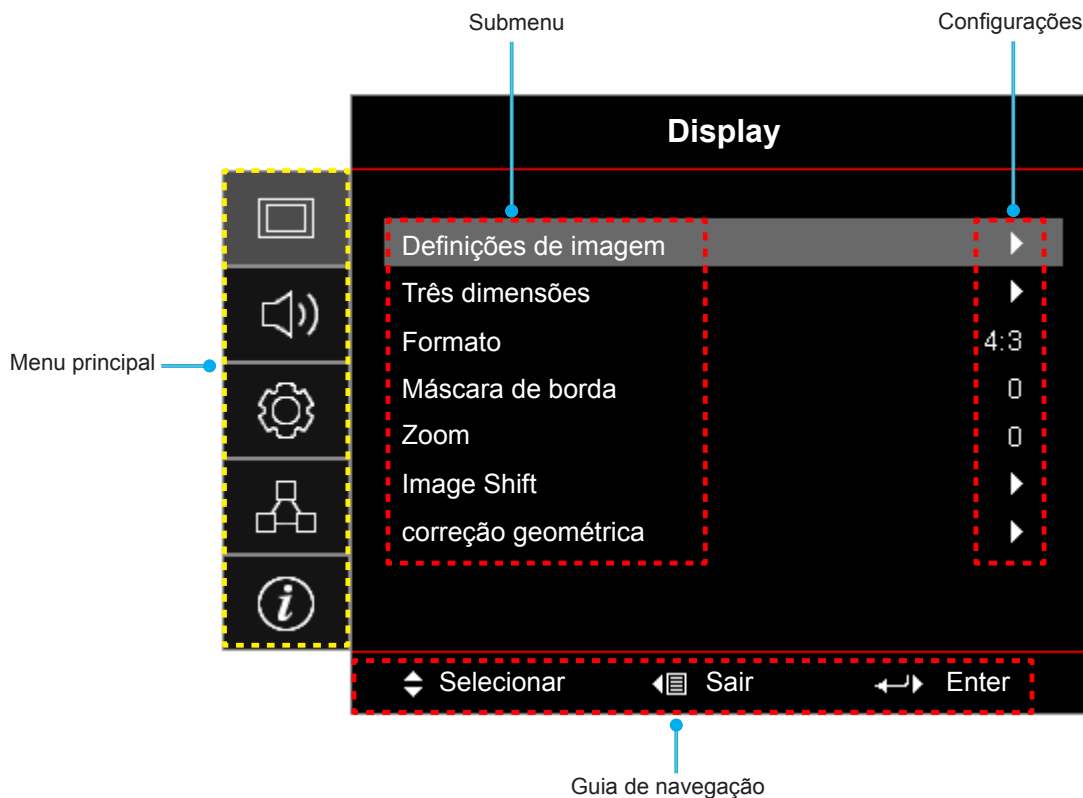 Submenu
Configurações
Display
Menu principal
Definições de imagem
Três dimensões
Formato 4:3
Máscara de borda 0
Zoom 0
Image Shift
correção geométrica
Selecionar Sair Enter
Guia de navegação